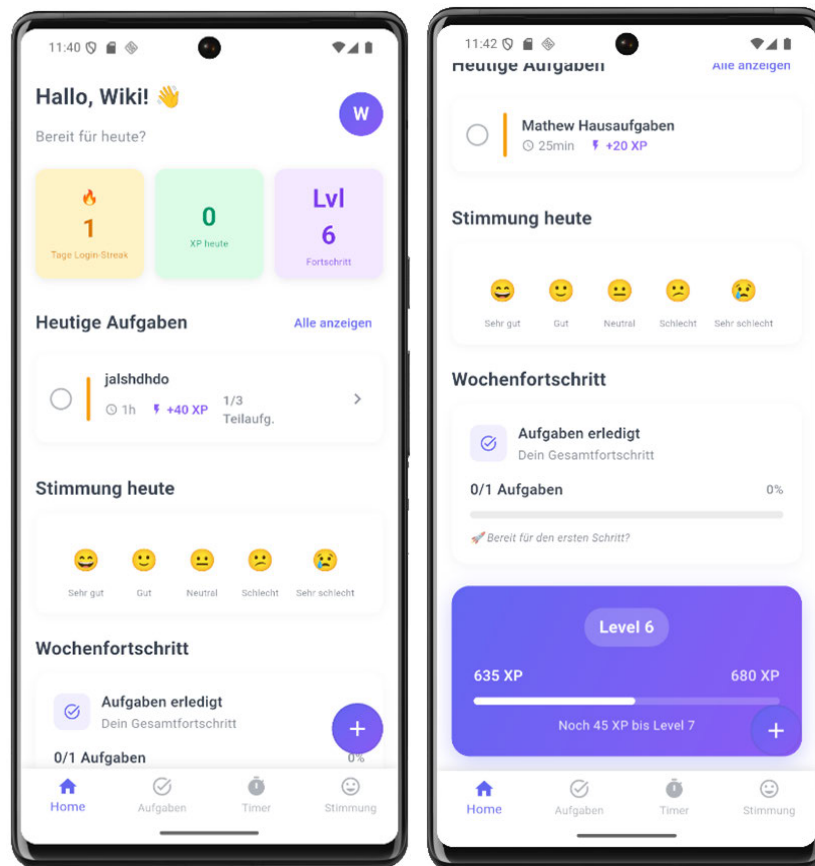 11:40
Hallo, Wiki! 👋
W
Bereit für heute?
🔥
1
Tage Login-Streak
0
XP heute
Lvl
6
Fortschritt
Heutige Aufgaben
Alle anzeigen
jalshdhdo
1h
+40 XP
1/3
Teilaufg.
Stimmung heute
Sehr gut
Gut
Neutral
Schlecht
Sehr schlecht
Wochenfortschritt
Aufgaben erledigt
Dein Gesamtfortschritt
+
0/1 Aufgaben
0%
Home
Aufgaben
Timer
Stimmung
11:42
Heutige Aufgaben
Alle anzeigen
Mathew Hausaufgaben
25min
+20 XP
Stimmung heute
Sehr gut
Gut
Neutral
Schlecht
Sehr schlecht
Wochenfortschritt
Aufgaben erledigt
Dein Gesamtfortschritt
0/1 Aufgaben
0%
🚀 Bereit für den ersten Schritt?
Level 6
635 XP
680 XP
Noch 45 XP bis Level 7
+
Home
Aufgaben
Timer
Stimmung